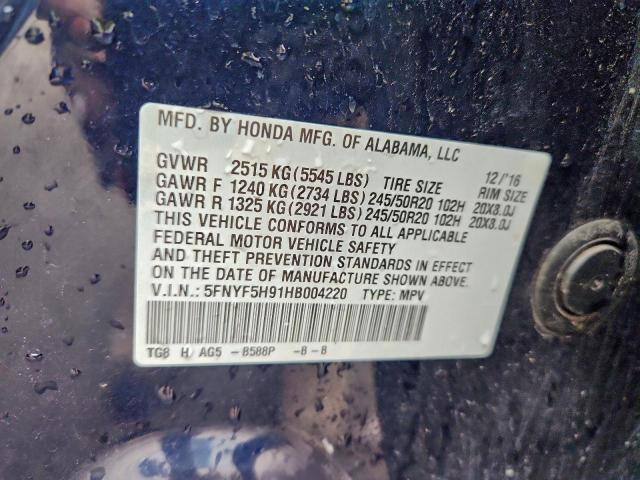 MFD. BY HONDA MFG. OF ALABAMA, LLC
GVWR 2515 KG (5545 LBS) TIRE SIZE 12/'16 RIM SIZE
GAWR F 1240 KG (2734 LBS) 245/50R20 102H 20X8.0J
GAWR R 1325 KG (2921 LBS) 245/50R20 102H 20X8.0J
THIS VEHICLE CONFORMS TO ALL APPLICABLE
FEDERAL MOTOR VEHICLE SAFETY
AND THEFT PREVENTION STANDARDS IN EFFECT
ON THE DATE OF MANUFACTURE SHOWN ABOVE.
V.I.N.: 5FNYF5H91HB004220 TYPE: MPV
TG8 H/AG5 -B588P -B-B